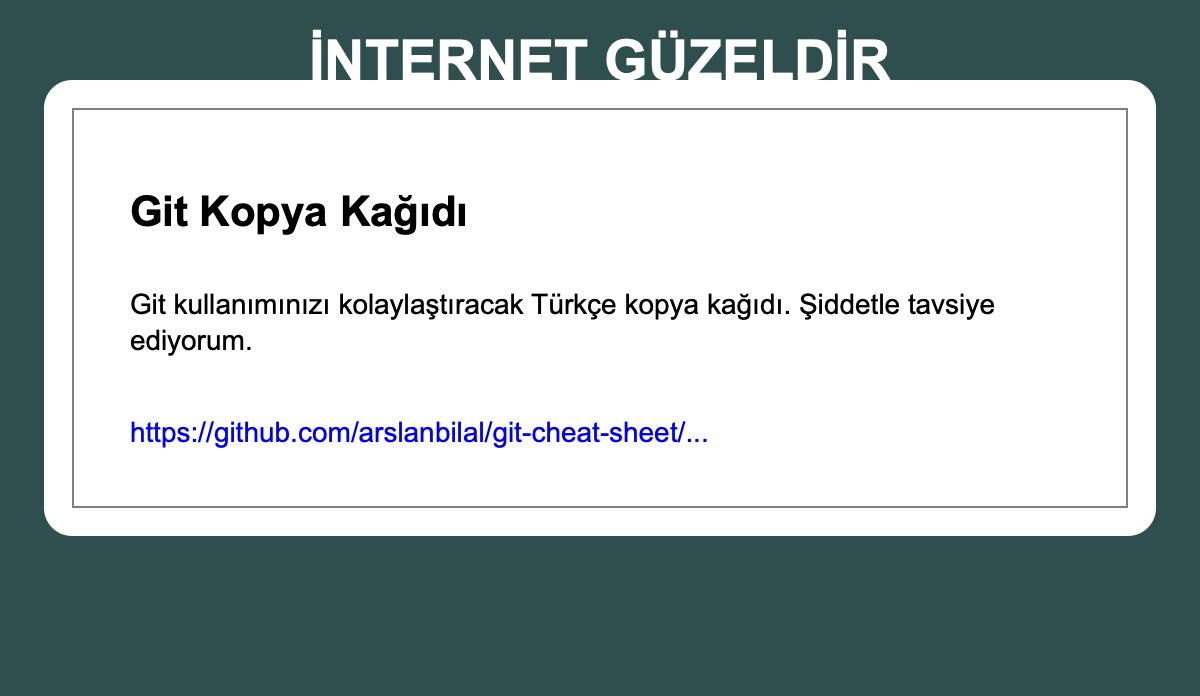 İNTERNET GÜZELDİR
Git Kopya Kağıdı
Git kullanımınızı kolaylaştıracak Türkçe kopya kağıdı. Şiddetle tavsiye
ediyorum.
https://github.com/arslanbilal/git-cheat-sheet/...